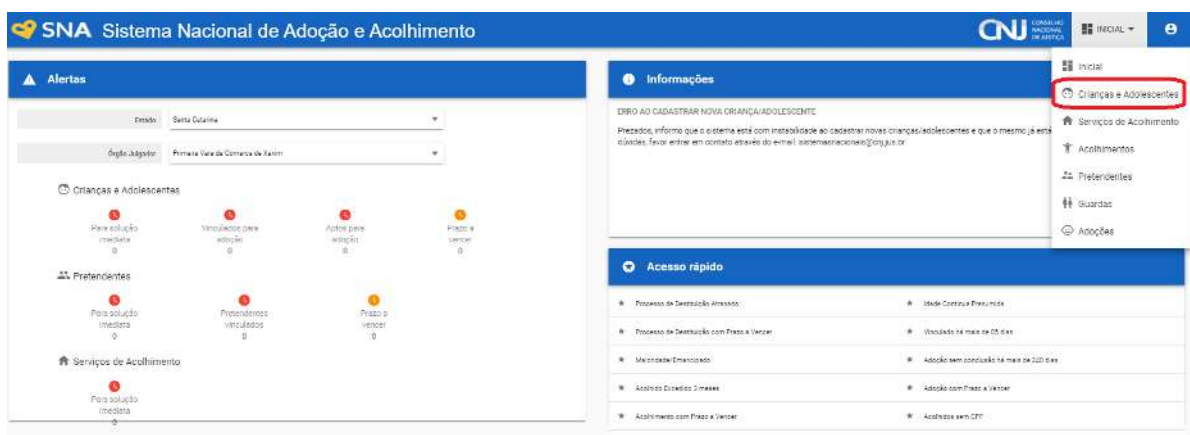 SNA Sistema Nacional de Adoção e Acolhimento
CNJ CONSELHO NACIONAL DE JUSTIÇA
INICIAL
Inicial
Crianças e Adolescentes
Serviços de Acolhimento
Acolhimentos
Pretendentes
Guardas
Adoções
Alertas
Estado Santa Catarina
Órgão Julgador Primeira Vara da Comarca de Xaxim
Crianças e Adolescentes
Para solução imediata 0
Vinculados para adoção 0
Aptos para adoção 0
Prazo a vencer 0
Pretendentes
Para solução imediata 0
Pretendentes vinculados 0
Prazo a vencer 0
Serviços de Acolhimento
Para solução imediata 0
Informações
ERRO AO CADASTRAR NOVA CRIANÇA/ADOLESCENTE
Prezados, informo que o sistema está com instabilidade ao cadastrar novas crianças/adolescentes e que o mesmo já está
dúvidas, favor entrar em contato através do e-mail: sistemasnacionais@cnj.jus.br
Acesso rápido
Processo de Destituição Atrasado
Idade Continua Presumida
Processo de Destituição com Prazo a Vencer
Vinculado há mais de 05 dias
Maioridade/Emancipado
Adoção sem conclusão há mais de 240 dias
Acolhido Excedido 3 meses
Adoção com Prazo a Vencer
Acolhimento com Prazo a Vencer
Acolhidos sem CPF